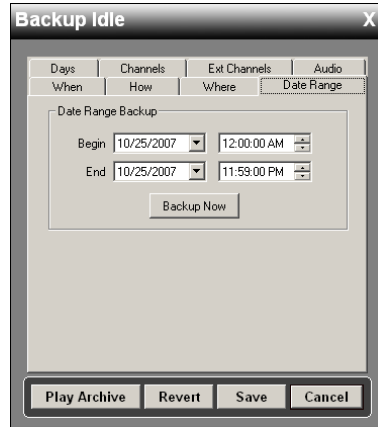 Backup Idle X
Days Channels Ext Channels Audio
When How Where Date Range
Date Range Backup
Begin 10/25/2007 12:00:00 AM
End 10/25/2007 11:59:00 PM
Backup Now
Play Archive Revert Save Cancel